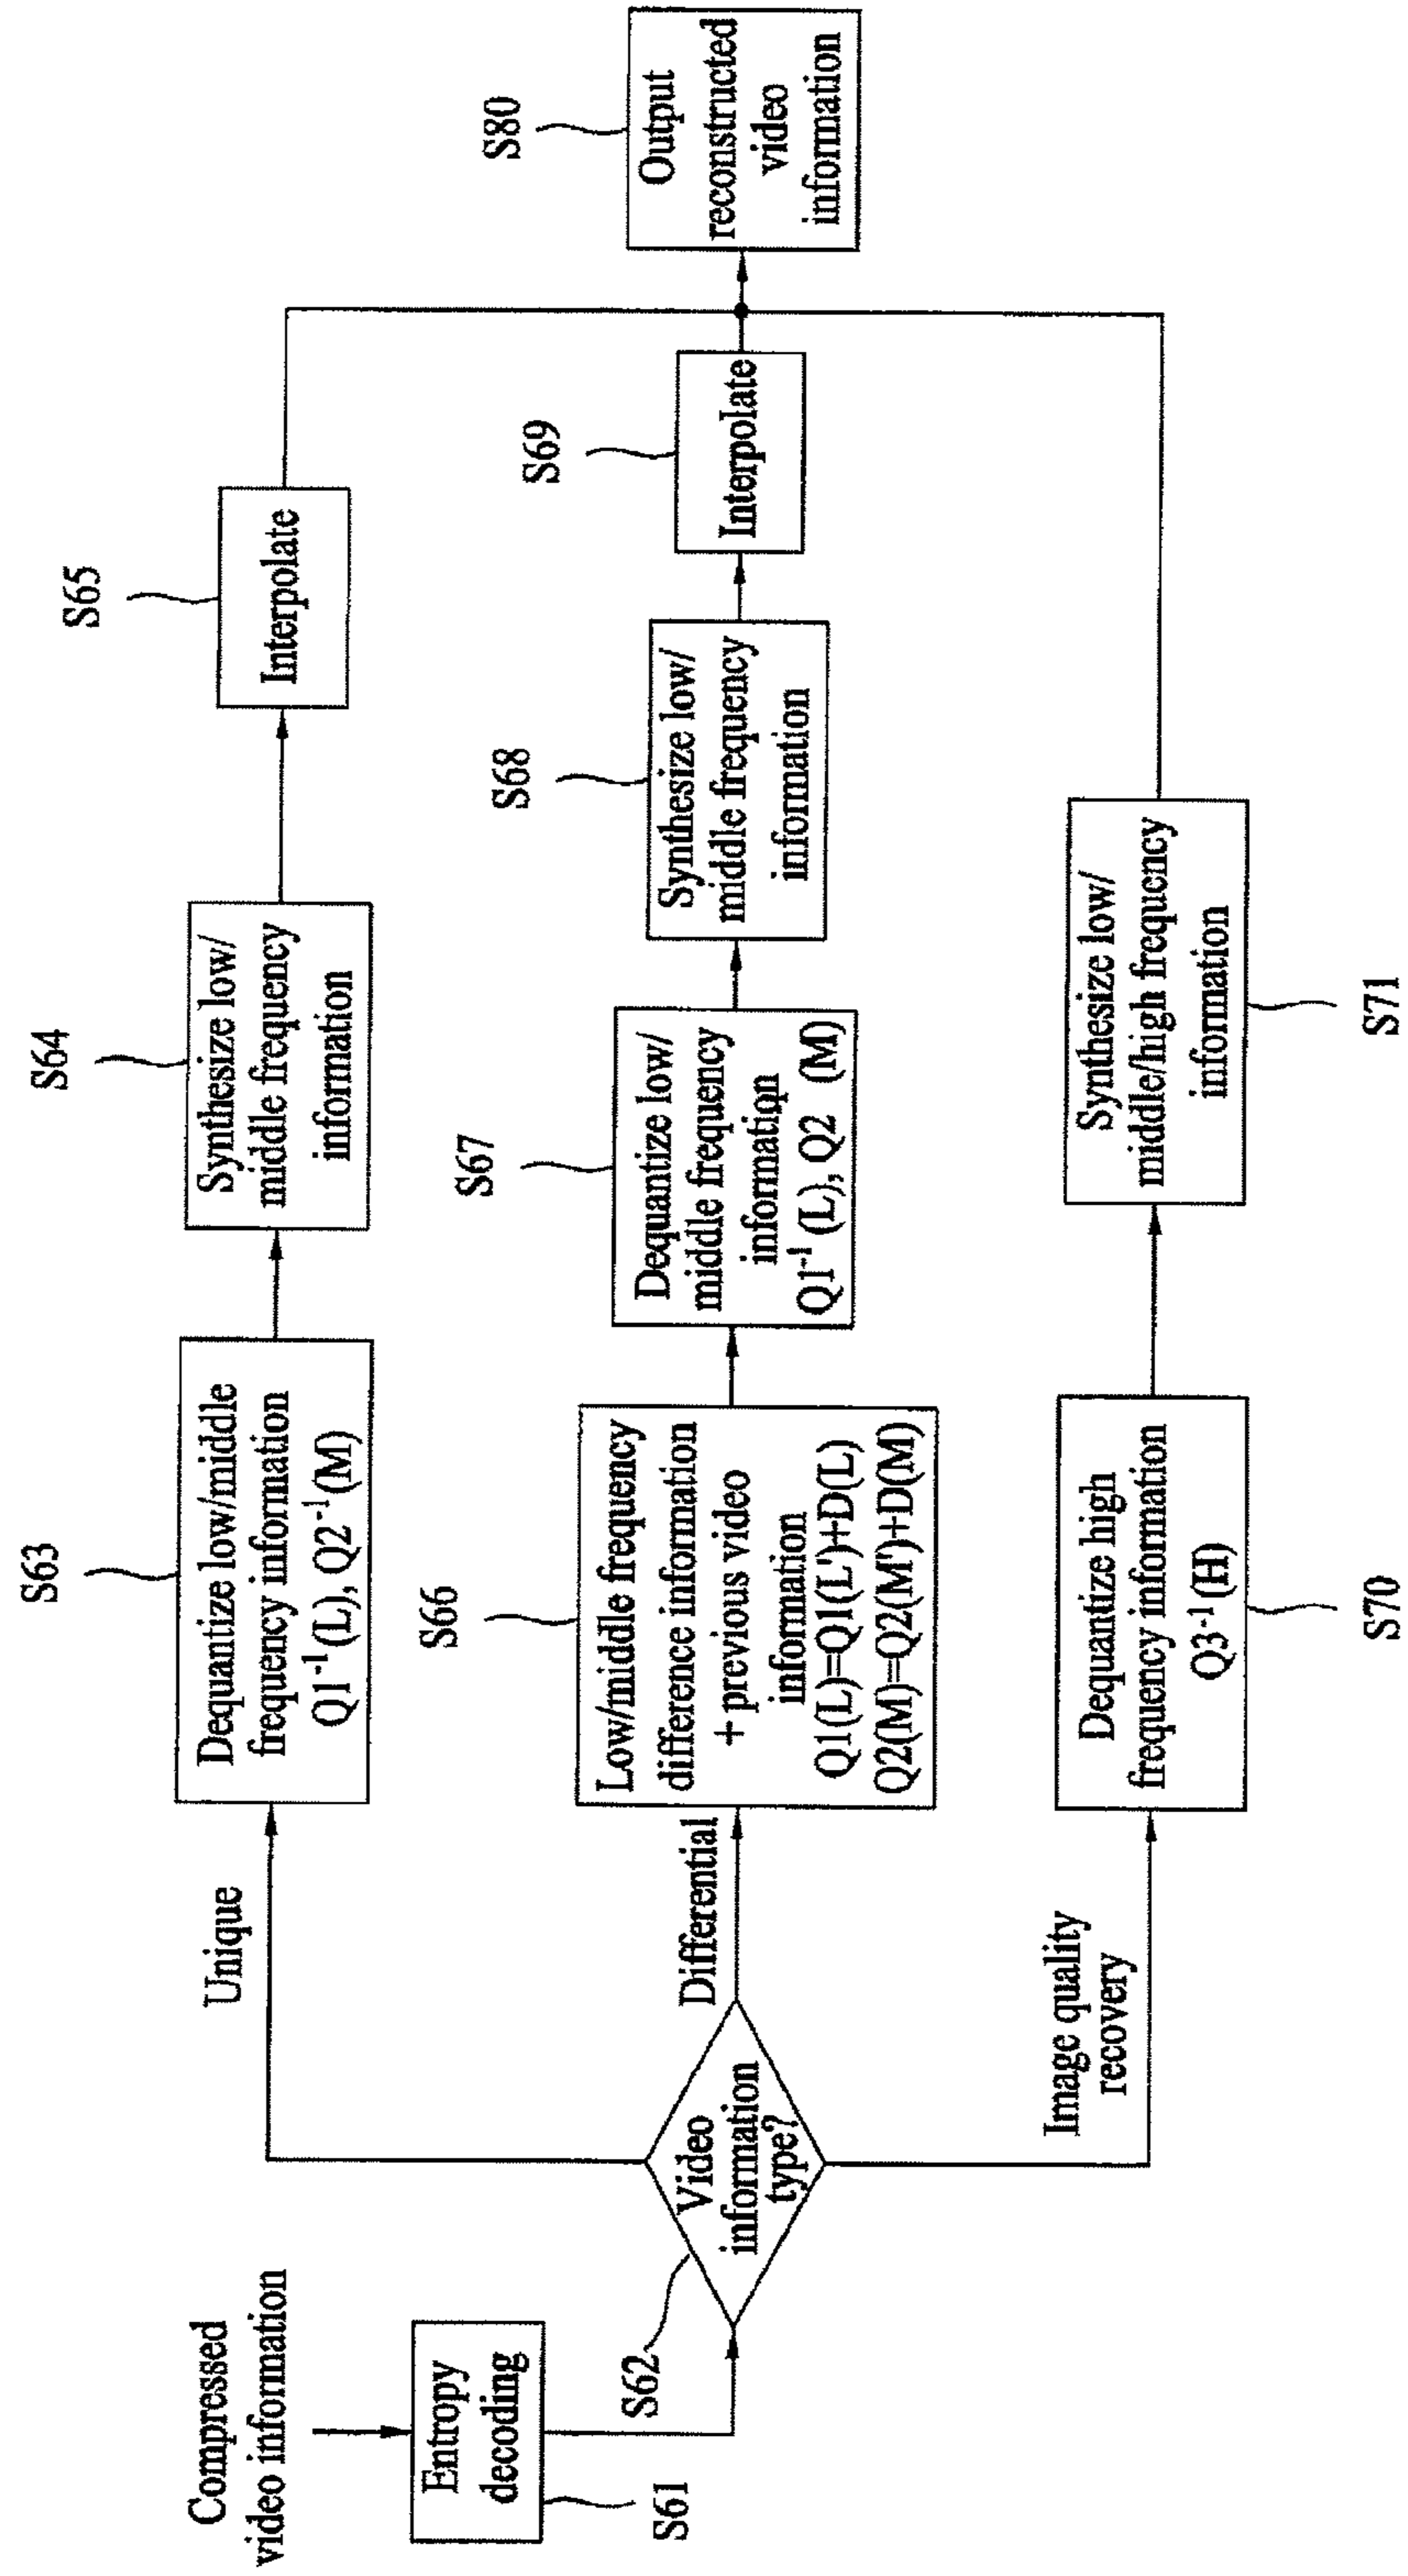 Compressed
video information
Entropy
decoding
S61
S62
Video
information
type?
Unique
S63
Dequantize low/middle
frequency information
Q1⁻¹(L), Q2⁻¹(M)
S64
Synthesize low/
middle frequency
information
S65
Interpolate
Differential
S66
Low/middle frequency
difference information
+ previous video
information
Q1(L)=Q1(L')+D(L)
Q2(M)=Q2(M')+D(M)
S67
Dequantize low/
middle frequency
information
Q1⁻¹ (L), Q2 (M)
S68
Synthesize low/
middle frequency
information
S69
Interpolate
Image quality
recovery
Dequantize high
frequency information
Q3⁻¹(H)
S70
Synthesize low/
middle/high frequency
information
S71
S80
Output
reconstructed
video
information